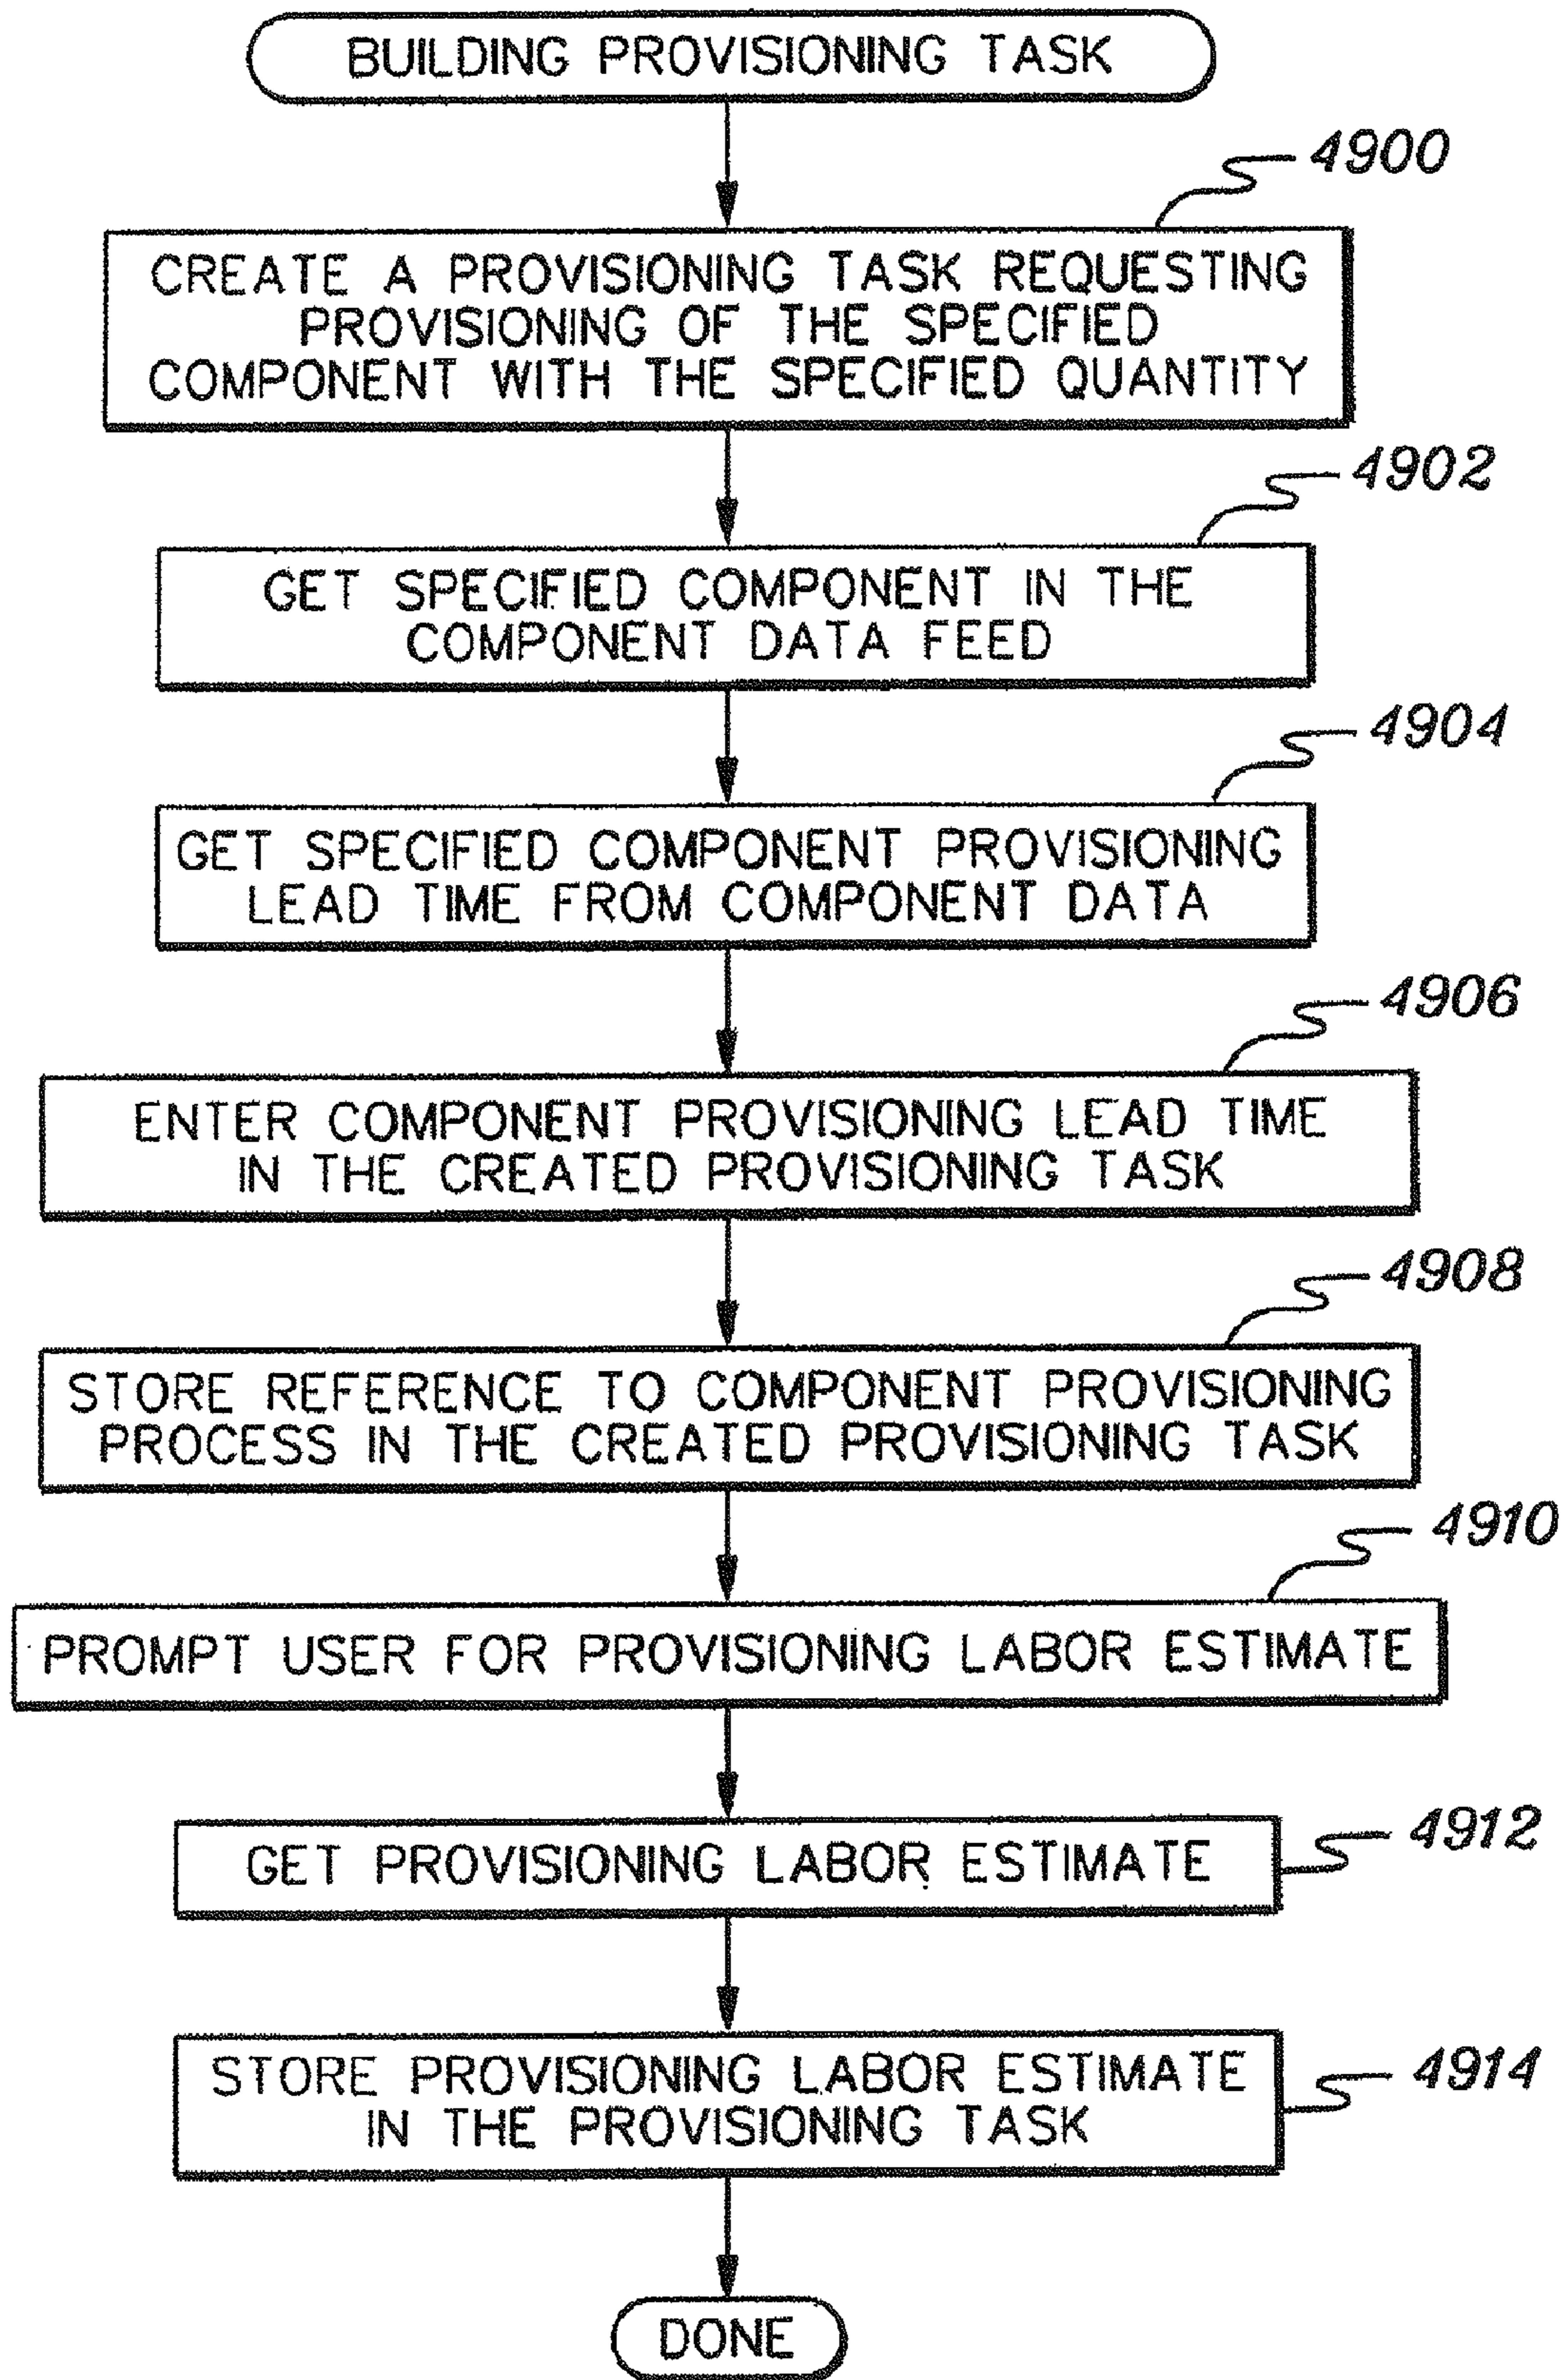 BUILDING PROVISIONING TASK
4900
CREATE A PROVISIONING TASK REQUESTING
PROVISIONING OF THE SPECIFIED
COMPONENT WITH THE SPECIFIED QUANTITY
4902
GET SPECIFIED COMPONENT IN THE
COMPONENT DATA FEED
4904
GET SPECIFIED COMPONENT PROVISIONING
LEAD TIME FROM COMPONENT DATA
4906
ENTER COMPONENT PROVISIONING LEAD TIME
IN THE CREATED PROVISIONING TASK
4908
STORE REFERENCE TO COMPONENT PROVISIONING
PROCESS IN THE CREATED PROVISIONING TASK
4910
PROMPT USER FOR PROVISIONING LABOR ESTIMATE
4912
GET PROVISIONING LABOR ESTIMATE
4914
STORE PROVISIONING LABOR ESTIMATE
IN THE PROVISIONING TASK
DONE